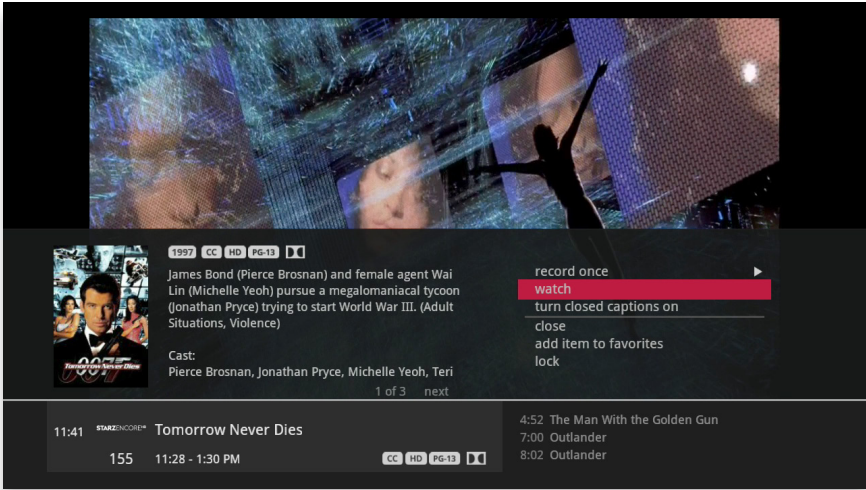 1997 CC HD PG-13
James Bond (Pierce Brosnan) and female agent Wai
Lin (Michelle Yeoh) pursue a megalomaniacal tycoon
(Jonathan Pryce) trying to start World War III. (Adult
Situations, Violence)
Cast:
Pierce Brosnan, Jonathan Pryce, Michelle Yeoh, Teri
1 of 3 next
007
Tomorrow Never Dies
record once
watch
turn closed captions on
close
add item to favorites
lock
11:41 STARZENCORE Tomorrow Never Dies
155 11:28 - 1:30 PM CC HD PG-13
4:52 The Man With the Golden Gun
7:00 Outlander
8:02 Outlander